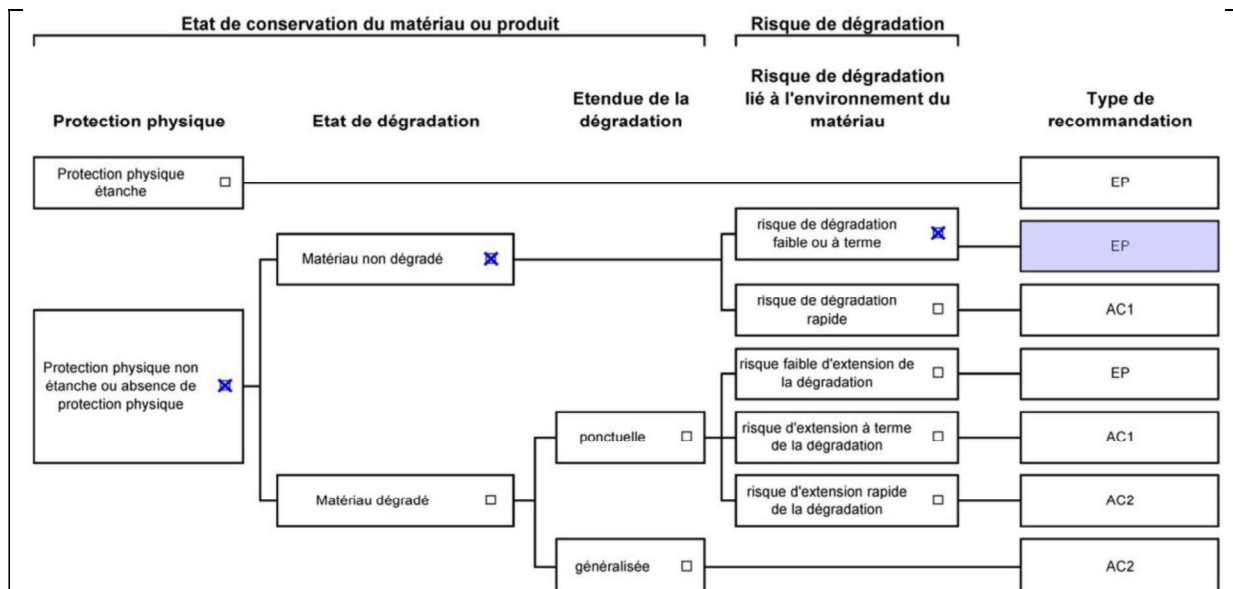 Etat de conservation du matériau ou produit
Risque de dégradation
Protection physique
Etat de dégradation
Etendue de la
dégradation
Risque de dégradation
lié à l'environnement du
matériau
Type de
recommandation
Protection physique
étanche
EP
risque de dégradation
faible ou à terme
EP
Matériau non dégradé
risque de dégradation
rapide
AC1
Protection physique non
étanche ou absence de
protection physique
risque faible d'extension de
la dégradation
EP
ponctuelle
risque d'extension à terme
de la dégradation
AC1
Matériau dégradé
risque d'extension rapide
de la dégradation
AC2
généralisée
AC2